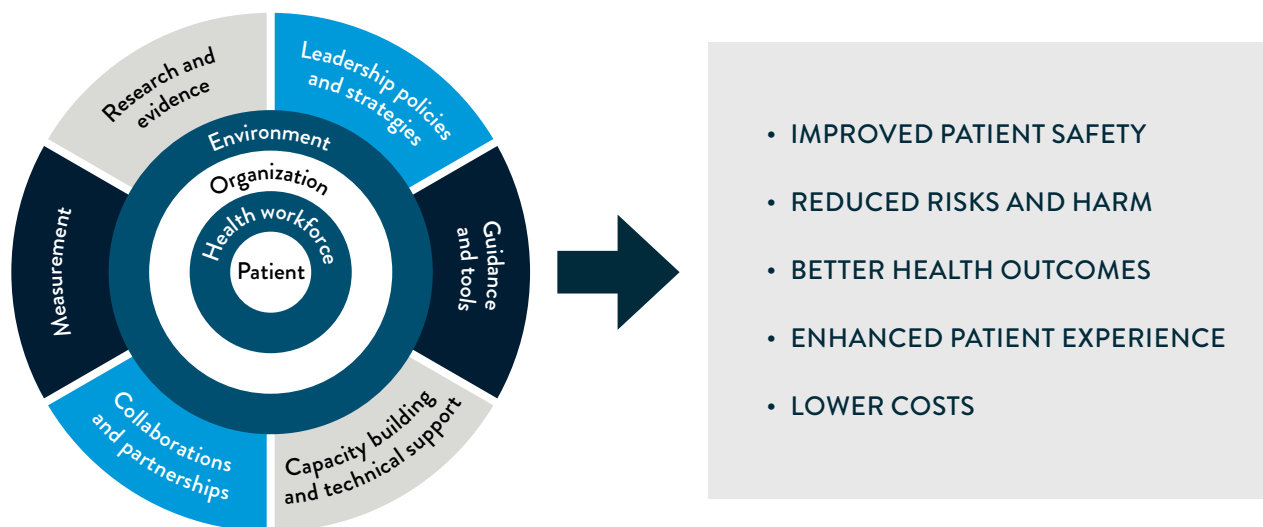 Leadership policies
and strategies
Guidance
and tools
Capacity building
and technical support
Collaborations
and partnerships
Measurement
Research and
evidence
Environment
Organization
Health workforce
Patient
• IMPROVED PATIENT SAFETY
• REDUCED RISKS AND HARM
• BETTER HEALTH OUTCOMES
• ENHANCED PATIENT EXPERIENCE
• LOWER COSTS